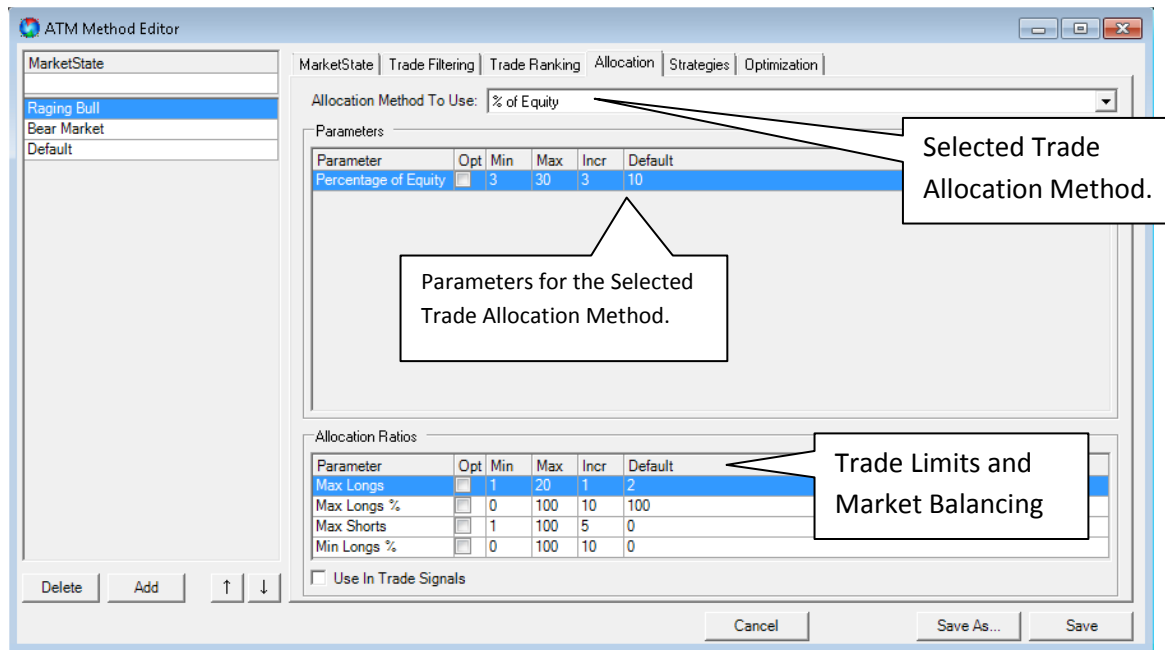 ATM Method Editor
MarketState
Raging Bull
Bear Market
Default
MarketState Trade Filtering Trade Ranking Allocation Strategies Optimization
Allocation Method To Use: % of Equity
Parameters
Parameter Opt Min Max Incr Default
Percentage of Equity 3 30 3 10
Selected Trade
Allocation Method.
Parameters for the Selected
Trade Allocation Method.
Allocation Ratios
Parameter Opt Min Max Incr Default
Max Longs 1 20 1 2
Max Longs % 0 100 10 100
Max Shorts 1 100 5 0
Min Longs % 0 100 10 0
Trade Limits and
Market Balancing
Use In Trade Signals
Delete Add ↑ ↓
Cancel Save As... Save